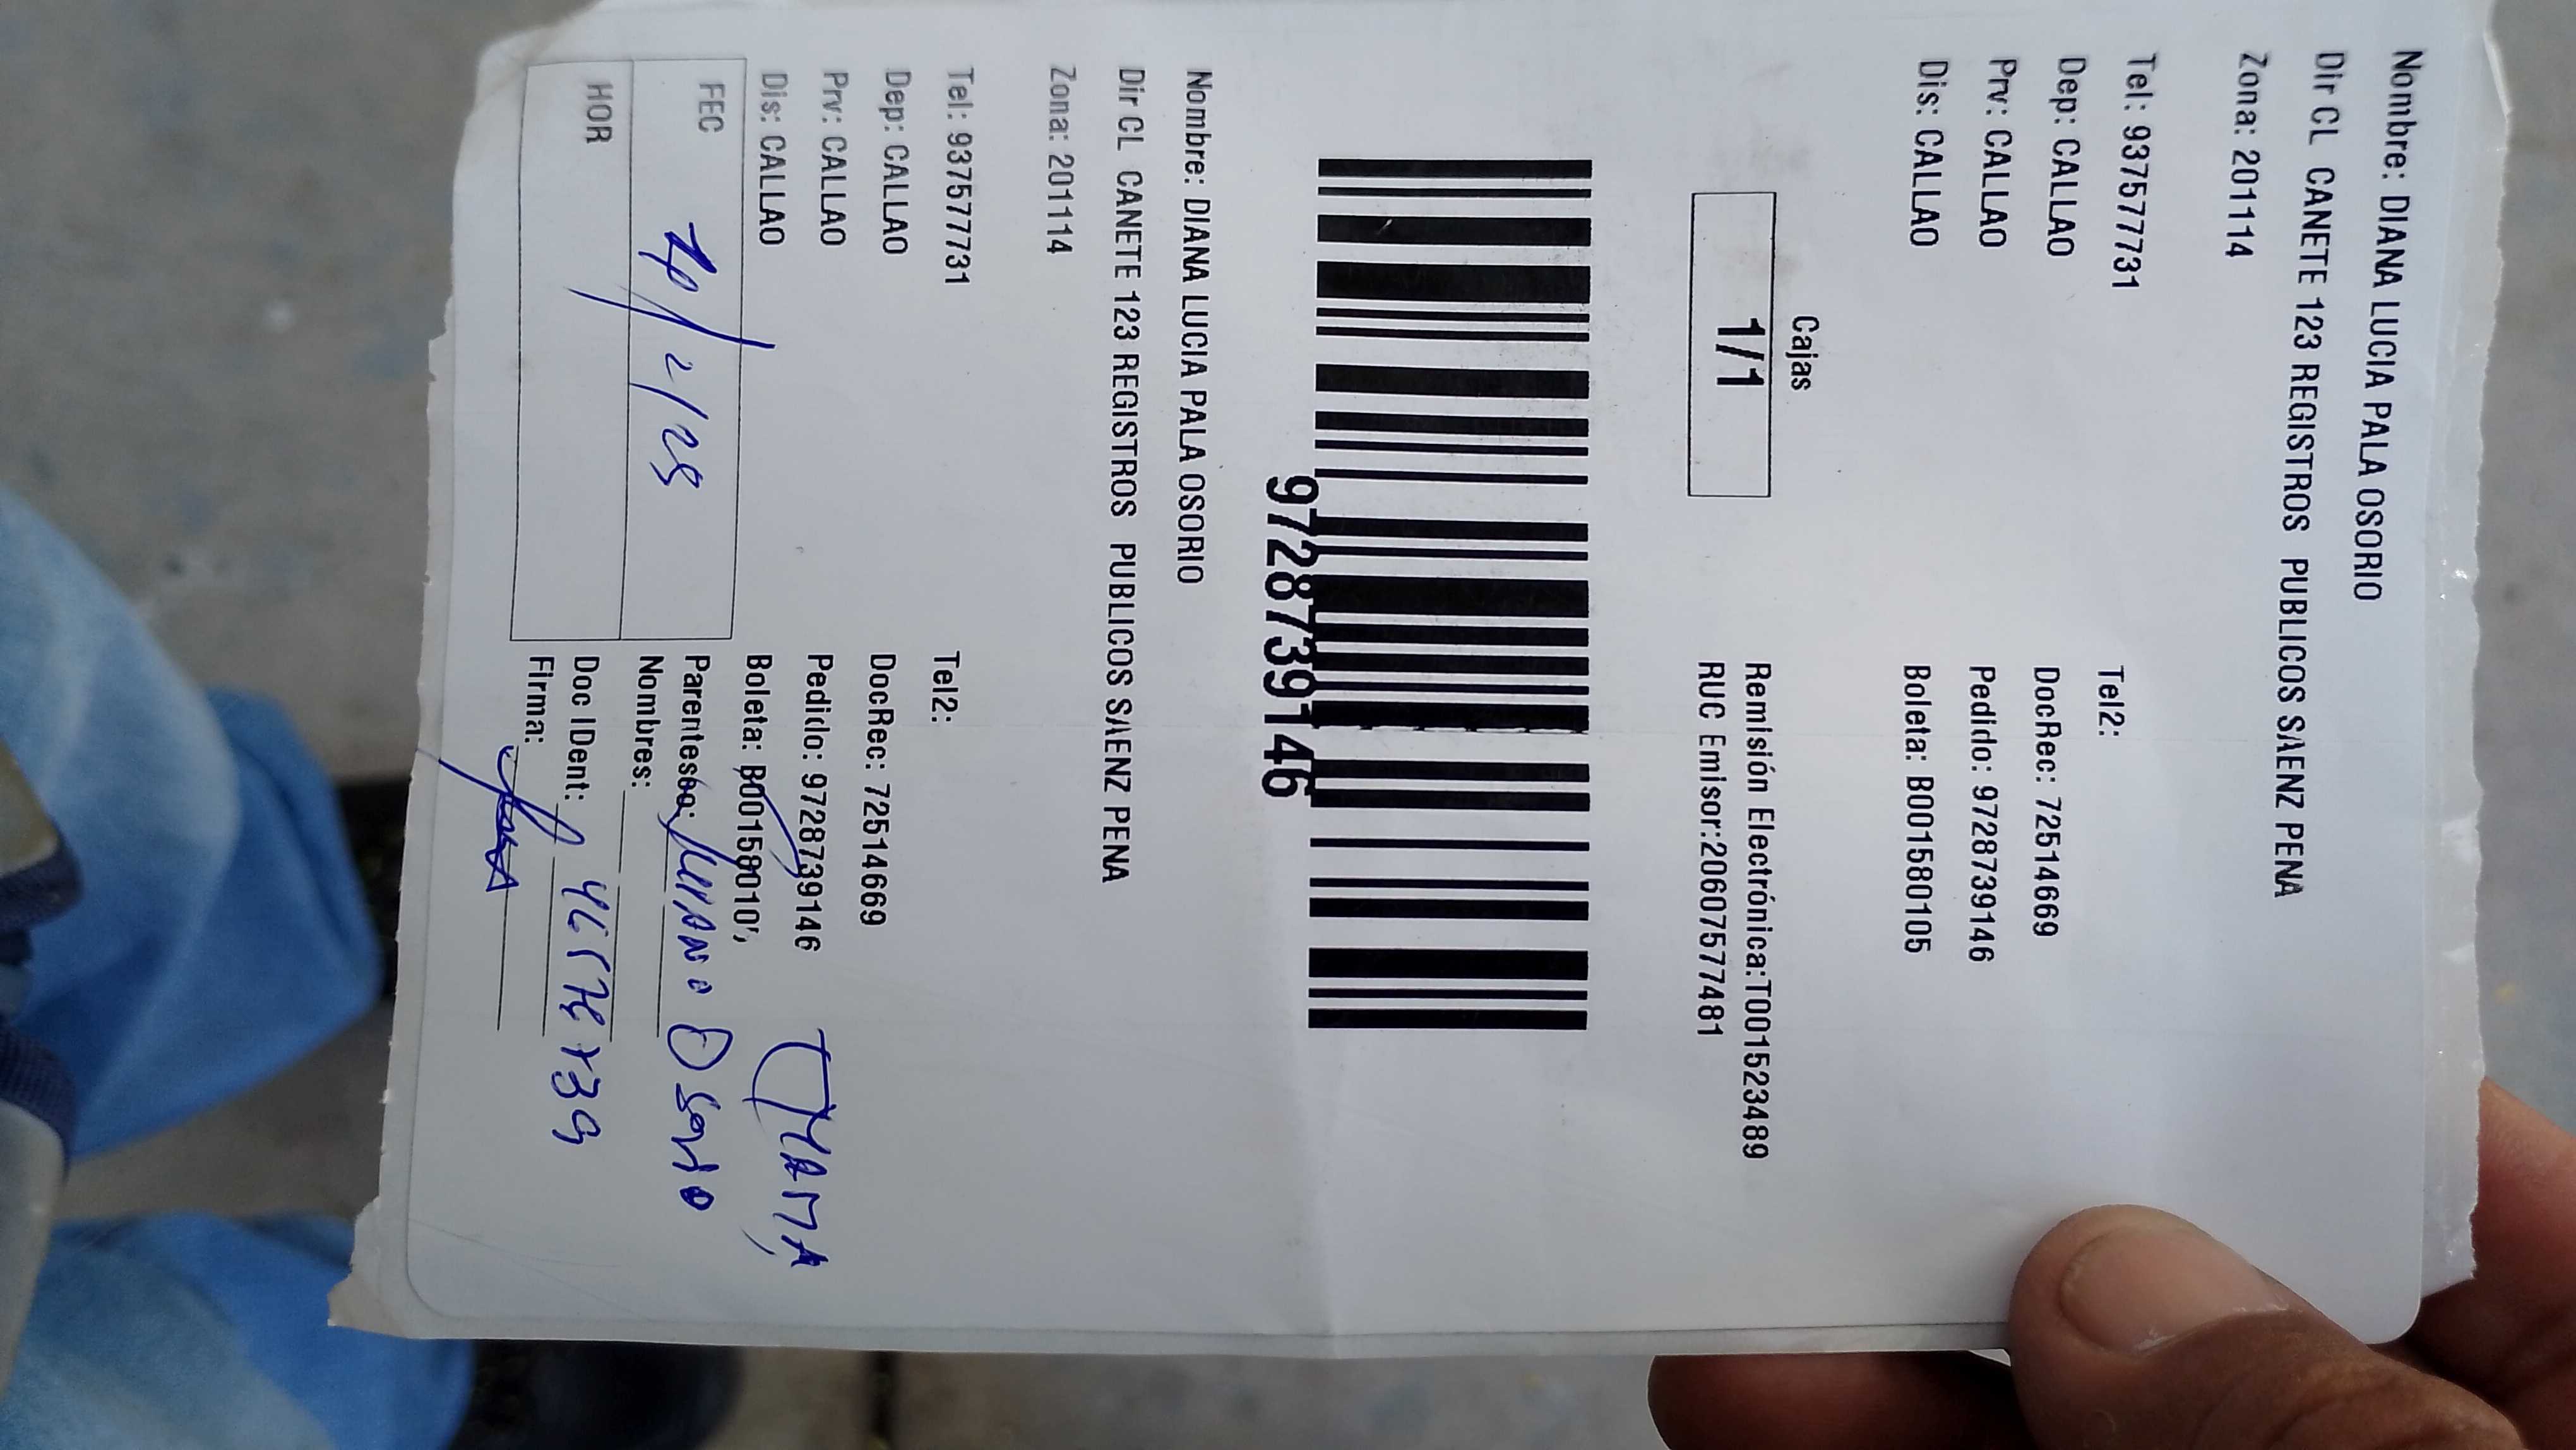 Nombre: DIANA LUCIA PALA OSORIO
Dir CL CANETE 123 REGISTROS PUBLICOS SAENZ PENA
Zona: 201114
Tel: 937577731 Tel2:
Dep: CALLAO DocRec: 72514669
Prv: CALLAO Pedido: 9728739146
Dis: CALLAO Boleta: B001580105
Cajas
1/1
Remisión Electrónica:T001523489
RUC Emisor:20607577481
9728739146
Nombre: DIANA LUCIA PALA OSORIO
Dir CL CANETE 123 REGISTROS PUBLICOS SAENZ PENA
Zona: 201114
Tel: 937577731 Tel2:
Dep: CALLAO DocRec: 72514669
Prv: CALLAO Pedido: 9728739146
Dis: CALLAO Boleta: B001580105
MAMA
FEC Parentesco: Osorio
Nombres:
HOR Doc IDent:
Firma: